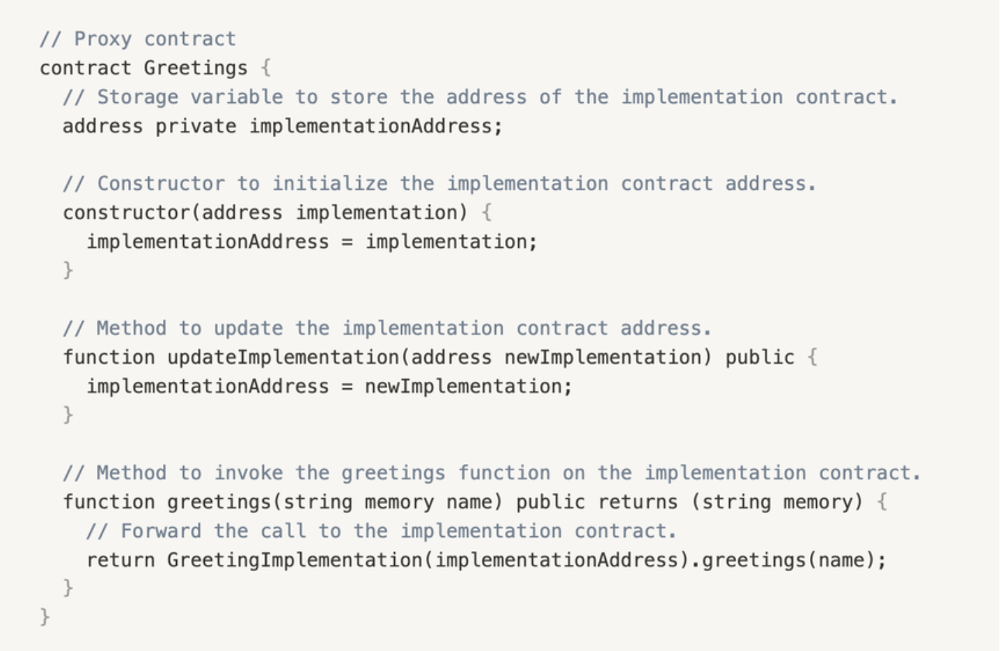 // Proxy contract
contract Greetings {
  // Storage variable to store the address of the implementation contract.
  address private implementationAddress;

  // Constructor to initialize the implementation contract address.
  constructor(address implementation) {
    implementationAddress = implementation;
  }

  // Method to update the implementation contract address.
  function updateImplementation(address newImplementation) public {
    implementationAddress = newImplementation;
  }

  // Method to invoke the greetings function on the implementation contract.
  function greetings(string memory name) public returns (string memory) {
    // Forward the call to the implementation contract.
    return GreetingImplementation(implementationAddress).greetings(name);
  }
}